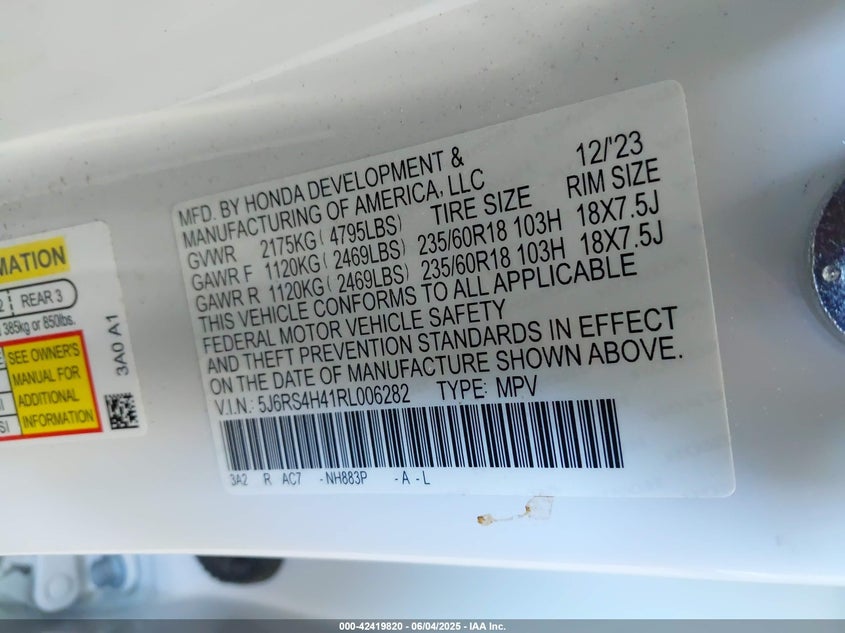 MFD. BY HONDA DEVELOPMENT & 12/'23
MANUFACTURING OF AMERICA, LLC TIRE SIZE RIM SIZE
GVWR 2175KG ( 4795LBS)
GAWR F 1120KG ( 2469LBS) 235/60R18 103H 18X7.5J
GAWR R 1120KG ( 2469LBS) 235/60R18 103H 18X7.5J
THIS VEHICLE CONFORMS TO ALL APPLICABLE
FEDERAL MOTOR VEHICLE SAFETY
AND THEFT PREVENTION STANDARDS IN EFFECT
ON THE DATE OF MANUFACTURE SHOWN ABOVE.
V.I.N.: 5J6RS4H41RL006282 TYPE: MPV
3A2 R AC7 -NH883P -A -L
REAR 3
385kg or 850lbs.
SEE OWNER'S
MANUAL FOR
ADDITIONAL
INFORMATION
3A0 A1
000-42419820 - 06/04/2025 - IAA Inc.